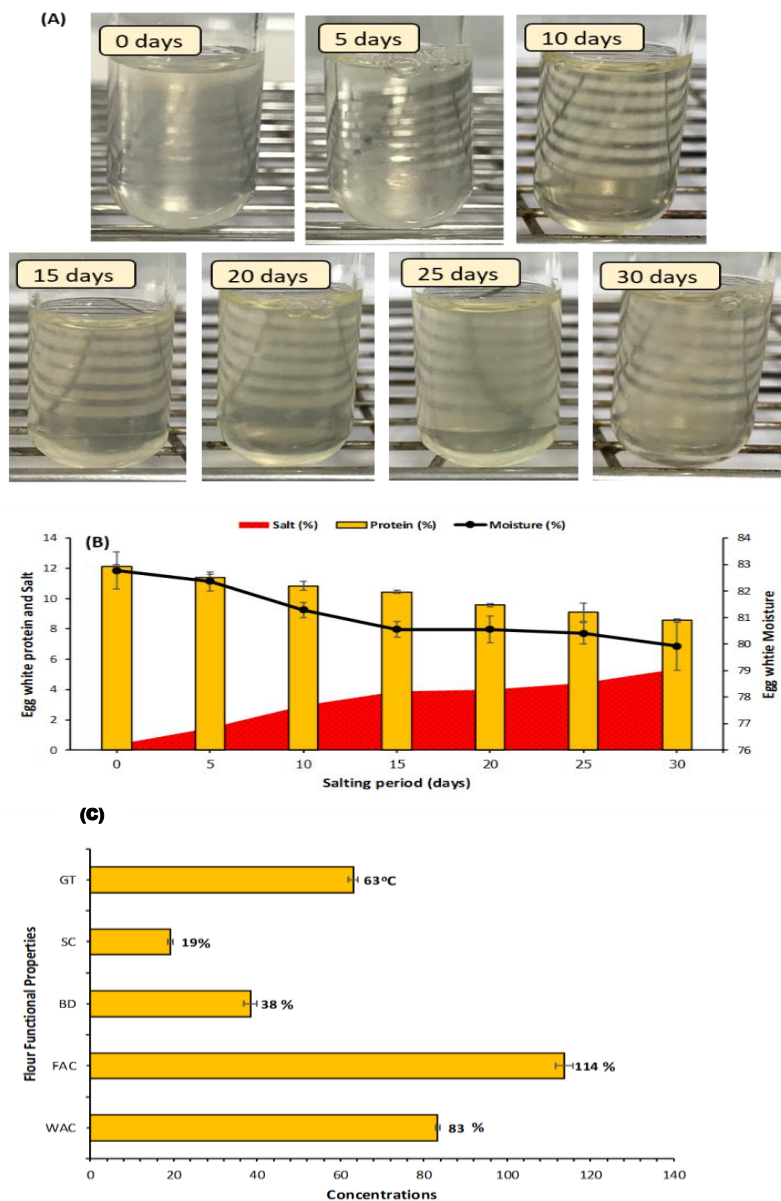 (A)
0 days
5 days
10 days
15 days
20 days
25 days
30 days
Salt (%) Protein (%) Moisture (%)
(B)
Egg white protein and Salt
14
12
10
8
6
4
2
0
84
83
82
81
80
79
78
77
76
Egg whtie Moisture
0 5 10 15 20 25 30
Salting period (days)
(C)
Flour Functional Properties
GT 63°C
SC 19%
BD 38 %
FAC 114 %
WAC 83 %
0 20 40 60 80 100 120 140
Concentrations